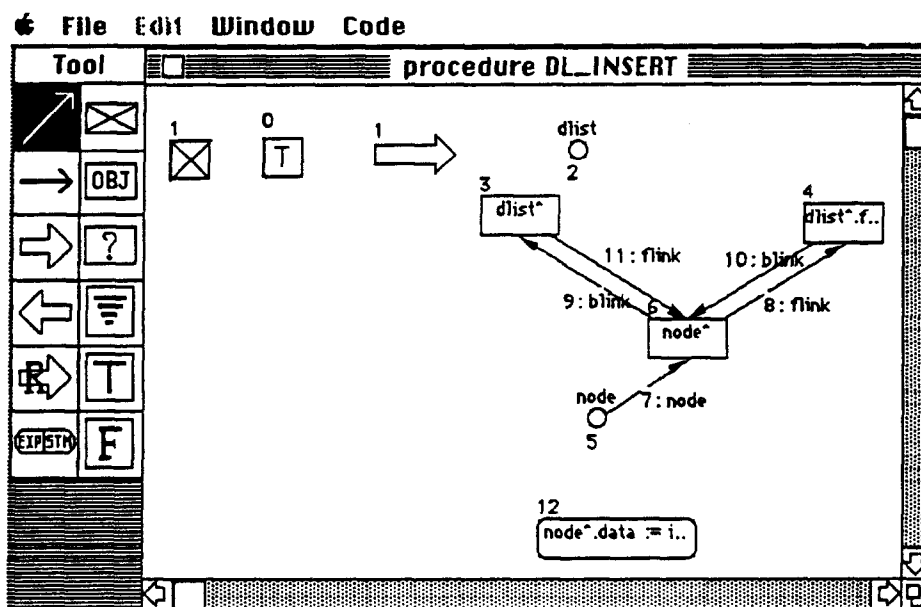 File Edit Window Code
Tool
procedure DL_INSERT
1
0
T
1
dlist
2
3
dlist^
4
dlist^.f..
OBJ
11: flink
10: blink
?
9: blink
6
8: flink
node^
R
T
node
7: node
5
EXP STM
F
12
node^.data := i..